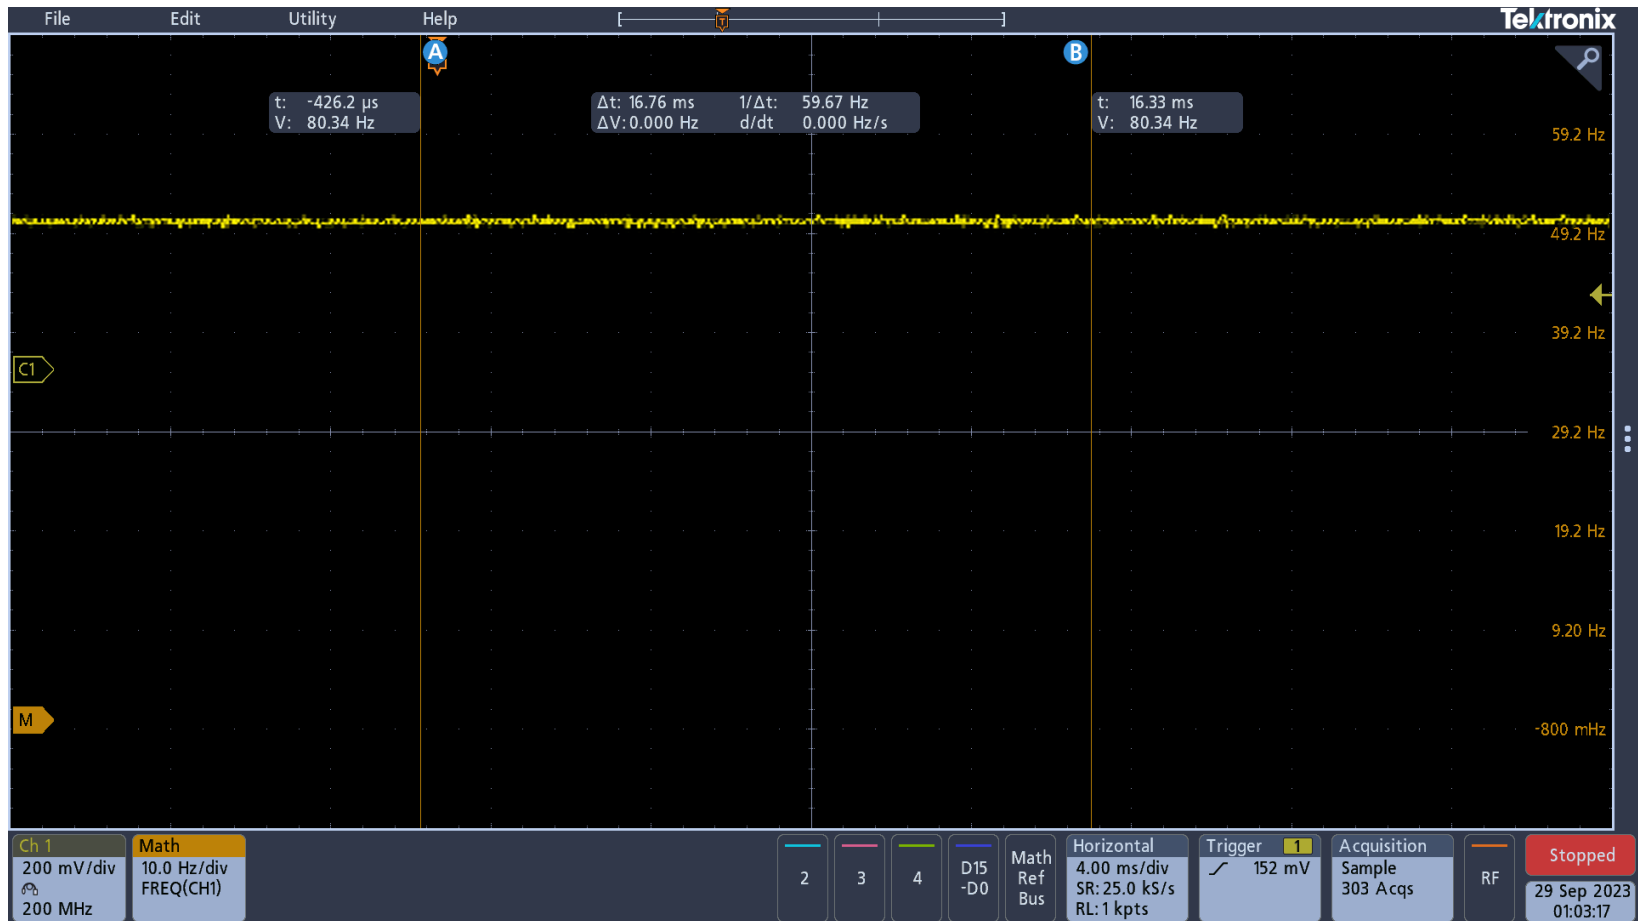 File Edit Utility Help
T
Tektronix
A
B
t: -426.2 µs
V: 80.34 Hz
Δt: 16.76 ms 1/Δt: 59.67 Hz
ΔV: 0.000 Hz d/dt 0.000 Hz/s
t: 16.33 ms
V: 80.34 Hz
59.2 Hz
49.2 Hz
39.2 Hz
C1
29.2 Hz
19.2 Hz
9.20 Hz
M
-800 mHz
Ch 1
200 mV/div
200 MHz
Math
10.0 Hz/div
FREQ(CH1)
2
3
4
D15
-D0
Math
Ref
Bus
Horizontal
4.00 ms/div
SR: 25.0 kS/s
RL: 1 kpts
Trigger 1
152 mV
Acquisition
Sample
303 Acqs
RF
Stopped
29 Sep 2023
01:03:17